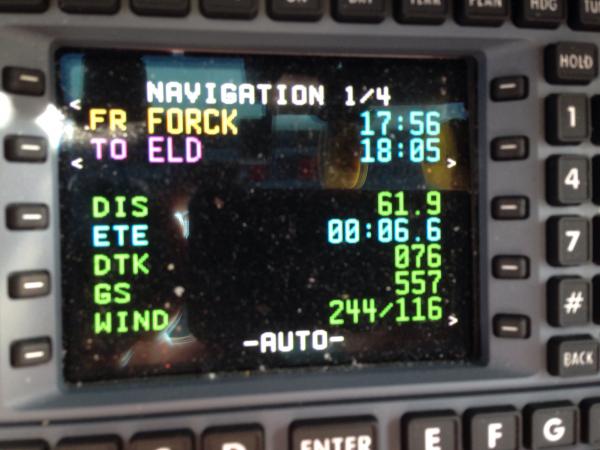 HDG
HOLD
NAVIGATION 1/4
FR FORCK 17:56
TO ELD 18:05
1
4
DIS 61.9
ETE 00:06.6
7
DTK 076
GS 557
#
WIND 244/116
-AUTO-
BACK
ENTER
E
F
G